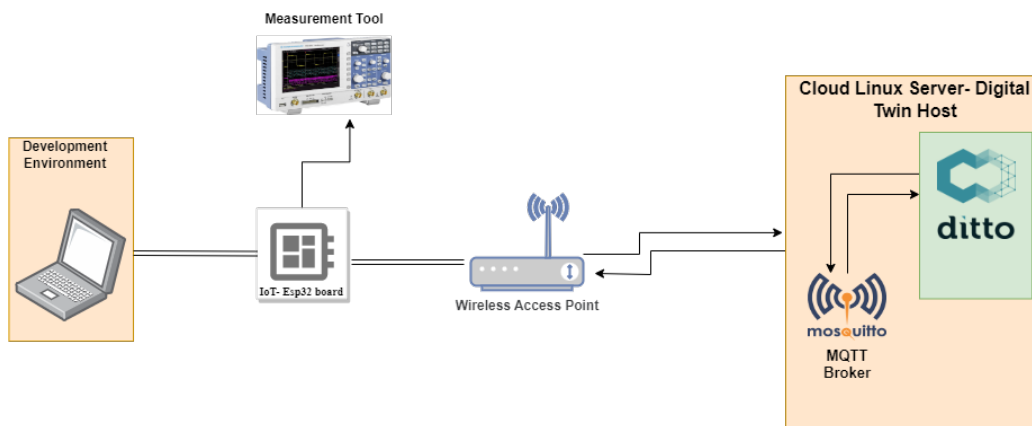 Measurement Tool
Development
Environment
IoT- Esp32 board
Wireless Access Point
Cloud Linux Server- Digital
Twin Host
ditto
mosquitto
MQTT
Broker